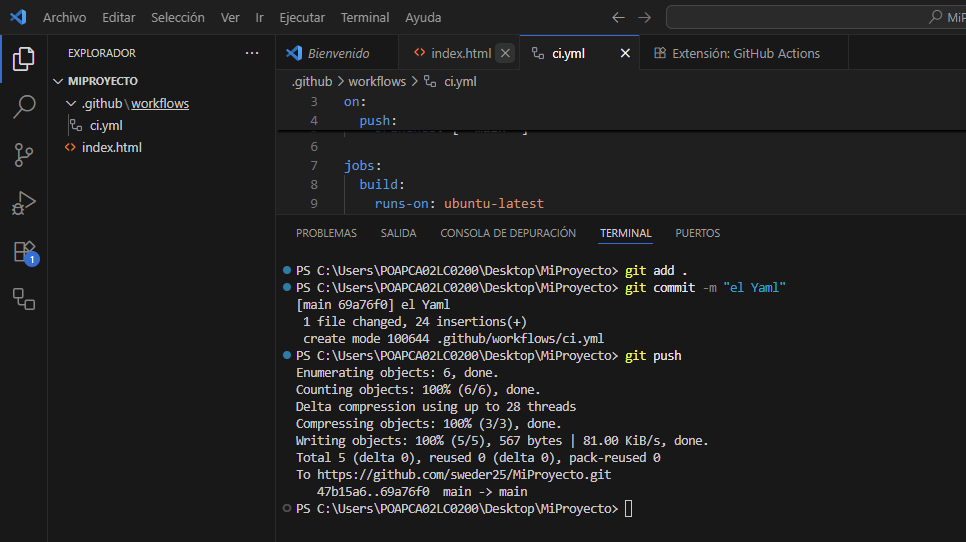 Archivo Editar Selección Ver Ir Ejecutar Terminal Ayuda
MiP
EXPLORADOR
Bienvenido
index.html
ci.yml
Extensión: GitHub Actions
MIPROYECTO
.github\workflows
ci.yml
index.html
.github > workflows > ci.yml
3 on:
4 push:
6
7 jobs:
8 build:
9 runs-on: ubuntu-latest
PROBLEMAS SALIDA CONSOLA DE DEPURACIÓN TERMINAL PUERTOS
1
PS C:\Users\POAPCA02LC0200\Desktop\MiProyecto> git add .
PS C:\Users\POAPCA02LC0200\Desktop\MiProyecto> git commit -m "el Yaml"
[main 69a76f0] el Yaml
1 file changed, 24 insertions(+)
create mode 100644 .github/workflows/ci.yml
PS C:\Users\POAPCA02LC0200\Desktop\MiProyecto> git push
Enumerating objects: 6, done.
Counting objects: 100% (6/6), done.
Delta compression using up to 28 threads
Compressing objects: 100% (3/3), done.
Writing objects: 100% (5/5), 567 bytes | 81.00 KiB/s, done.
Total 5 (delta 0), reused 0 (delta 0), pack-reused 0
To https://github.com/sweder25/MiProyecto.git
47b15a6..69a76f0 main -> main
PS C:\Users\POAPCA02LC0200\Desktop\MiProyecto>